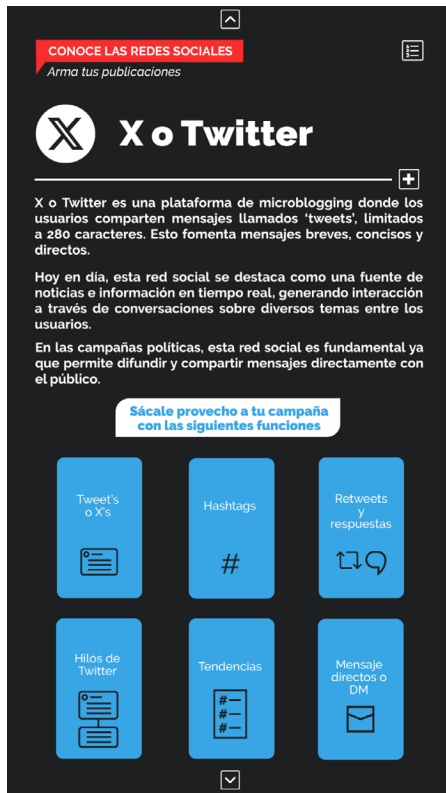 CONOCE LAS REDES SOCIALES
Arma tus publicaciones
X o Twitter
X o Twitter es una plataforma de microblogging donde los
usuarios comparten mensajes llamados ‘tweets’, limitados
a 280 caracteres. Esto fomenta mensajes breves, concisos y
directos.
Hoy en día, esta red social se destaca como una fuente de
noticias e información en tiempo real, generando interacción
a través de conversaciones sobre diversos temas entre los
usuarios.
En las campañas políticas, esta red social es fundamental ya
que permite difundir y compartir mensajes directamente con
el público.
Sácale provecho a tu campaña
con las siguientes funciones
Tweet's
o X's
Hashtags
#
Retweets
y
respuestas
Hilos de
Twitter
Tendencias
#
#
#
Mensaje
directos o
DM